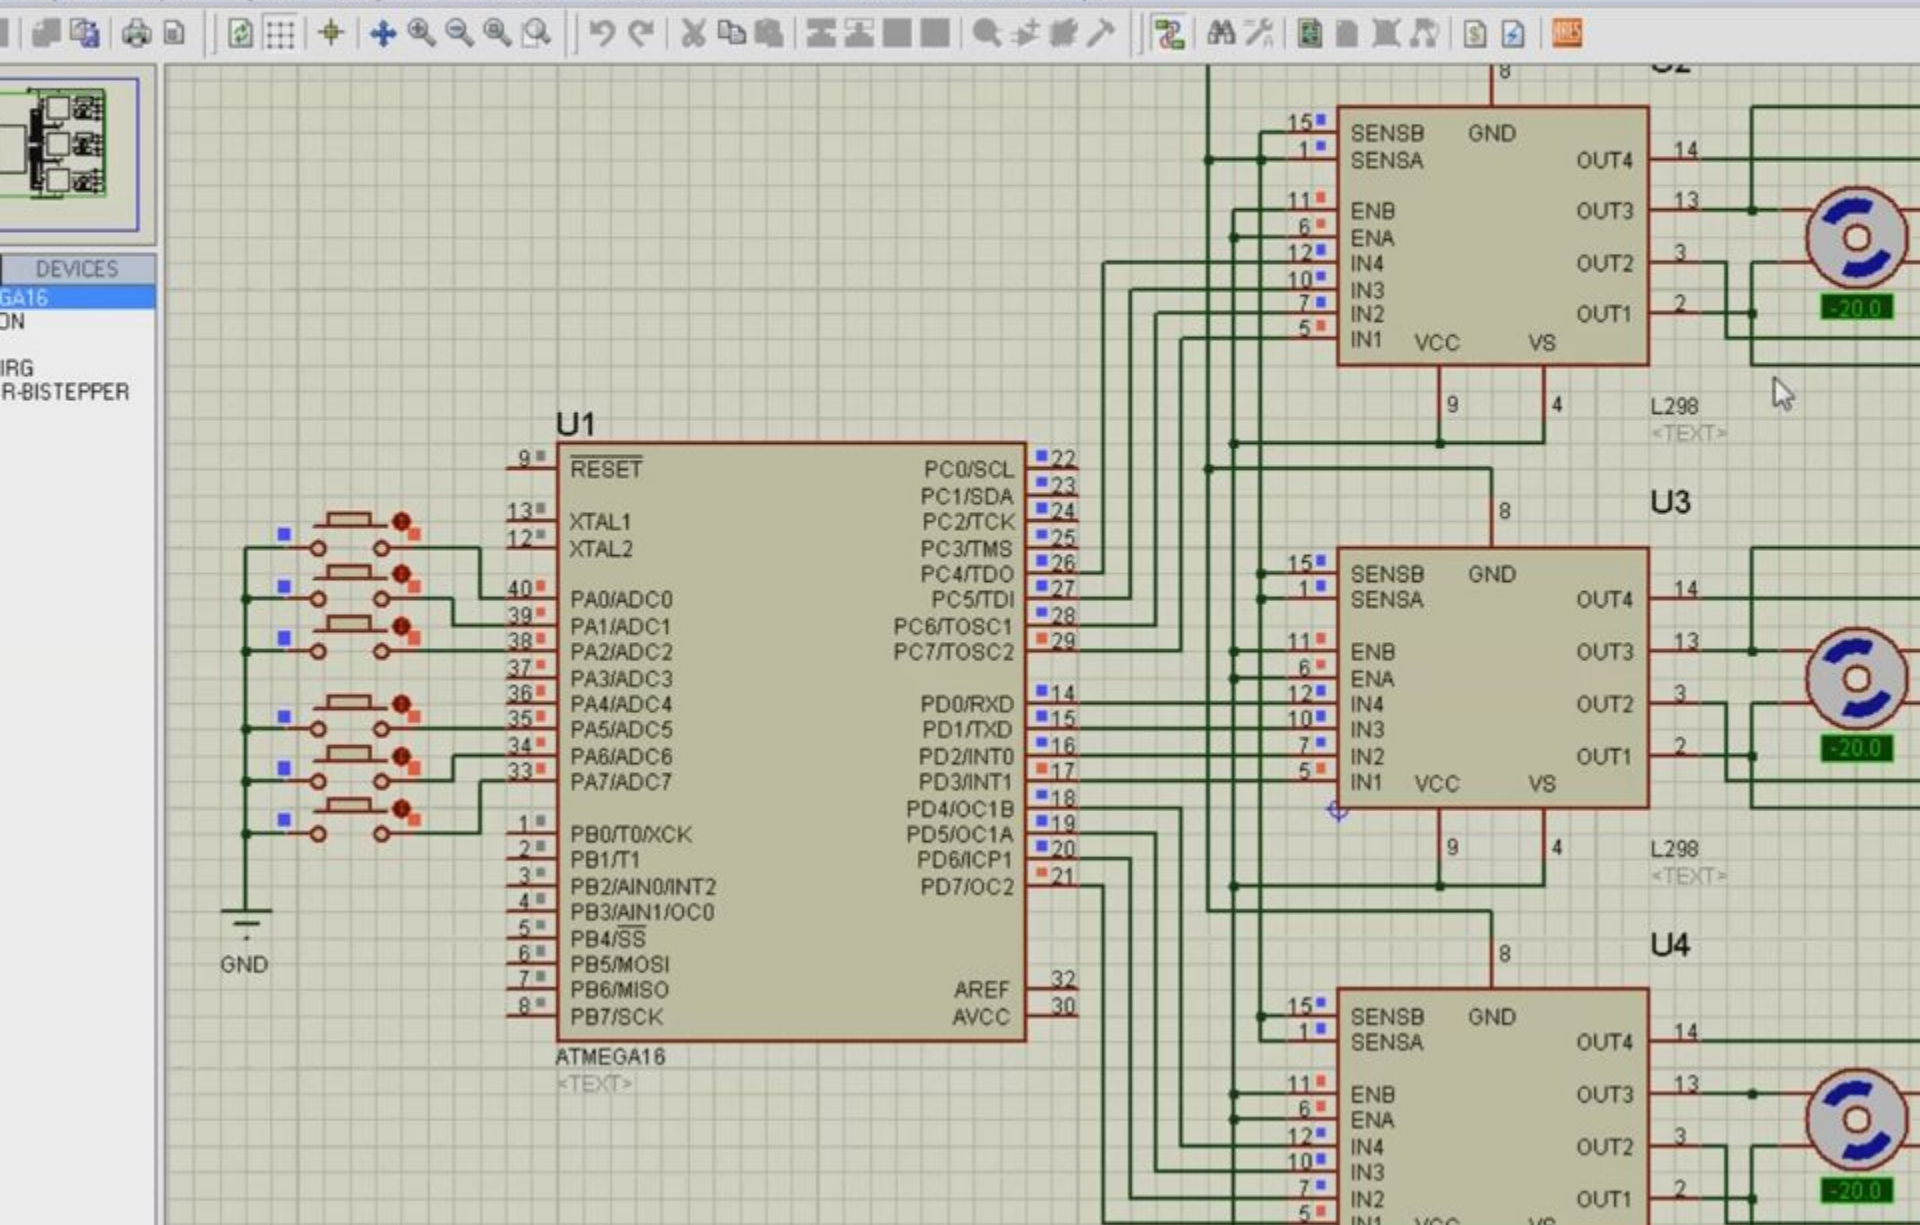 ARES
DEVICES
GA16
ON
IRG
R-BISTEPPER
U1
9 RESET
13 XTAL1
12 XTAL2
40 PA0/ADC0
39 PA1/ADC1
38 PA2/ADC2
37 PA3/ADC3
36 PA4/ADC4
35 PA5/ADC5
34 PA6/ADC6
33 PA7/ADC7
1 PB0/T0/XCK
2 PB1/T1
3 PB2/AIN0/INT2
4 PB3/AIN1/OC0
5 PB4/SS
6 PB5/MOSI
7 PB6/MISO
8 PB7/SCK
PC0/SCL 22
PC1/SDA 23
PC2/TCK 24
PC3/TMS 25
PC4/TDO 26
PC5/TDI 27
PC6/TOSC1 28
PC7/TOSC2 29
PD0/RXD 14
PD1/TXD 15
PD2/INT0 16
PD3/INT1 17
PD4/OC1B 18
PD5/OC1A 19
PD6/ICP1 20
PD7/OC2 21
AREF 32
AVCC 30
ATMEGA16
<TEXT>
GND
U2
8
15 SENSB GND
1 SENSA OUT4 14
11 ENB OUT3 13
6 ENA
12 IN4 OUT2 3
10 IN3
7 IN2 OUT1 2
5 IN1 VCC VS
-20.0
9 4
L298
<TEXT>
U3
8
15 SENSB GND
1 SENSA OUT4 14
11 ENB OUT3 13
6 ENA
12 IN4 OUT2 3
10 IN3
7 IN2 OUT1 2
5 IN1 VCC VS
-20.0
9 4
L298
<TEXT>
U4
8
15 SENSB GND
1 SENSA OUT4 14
11 ENB OUT3 13
6 ENA
12 IN4 OUT2 3
10 IN3
7 IN2 OUT1 2
5 IN1 VCC VS
-20.0